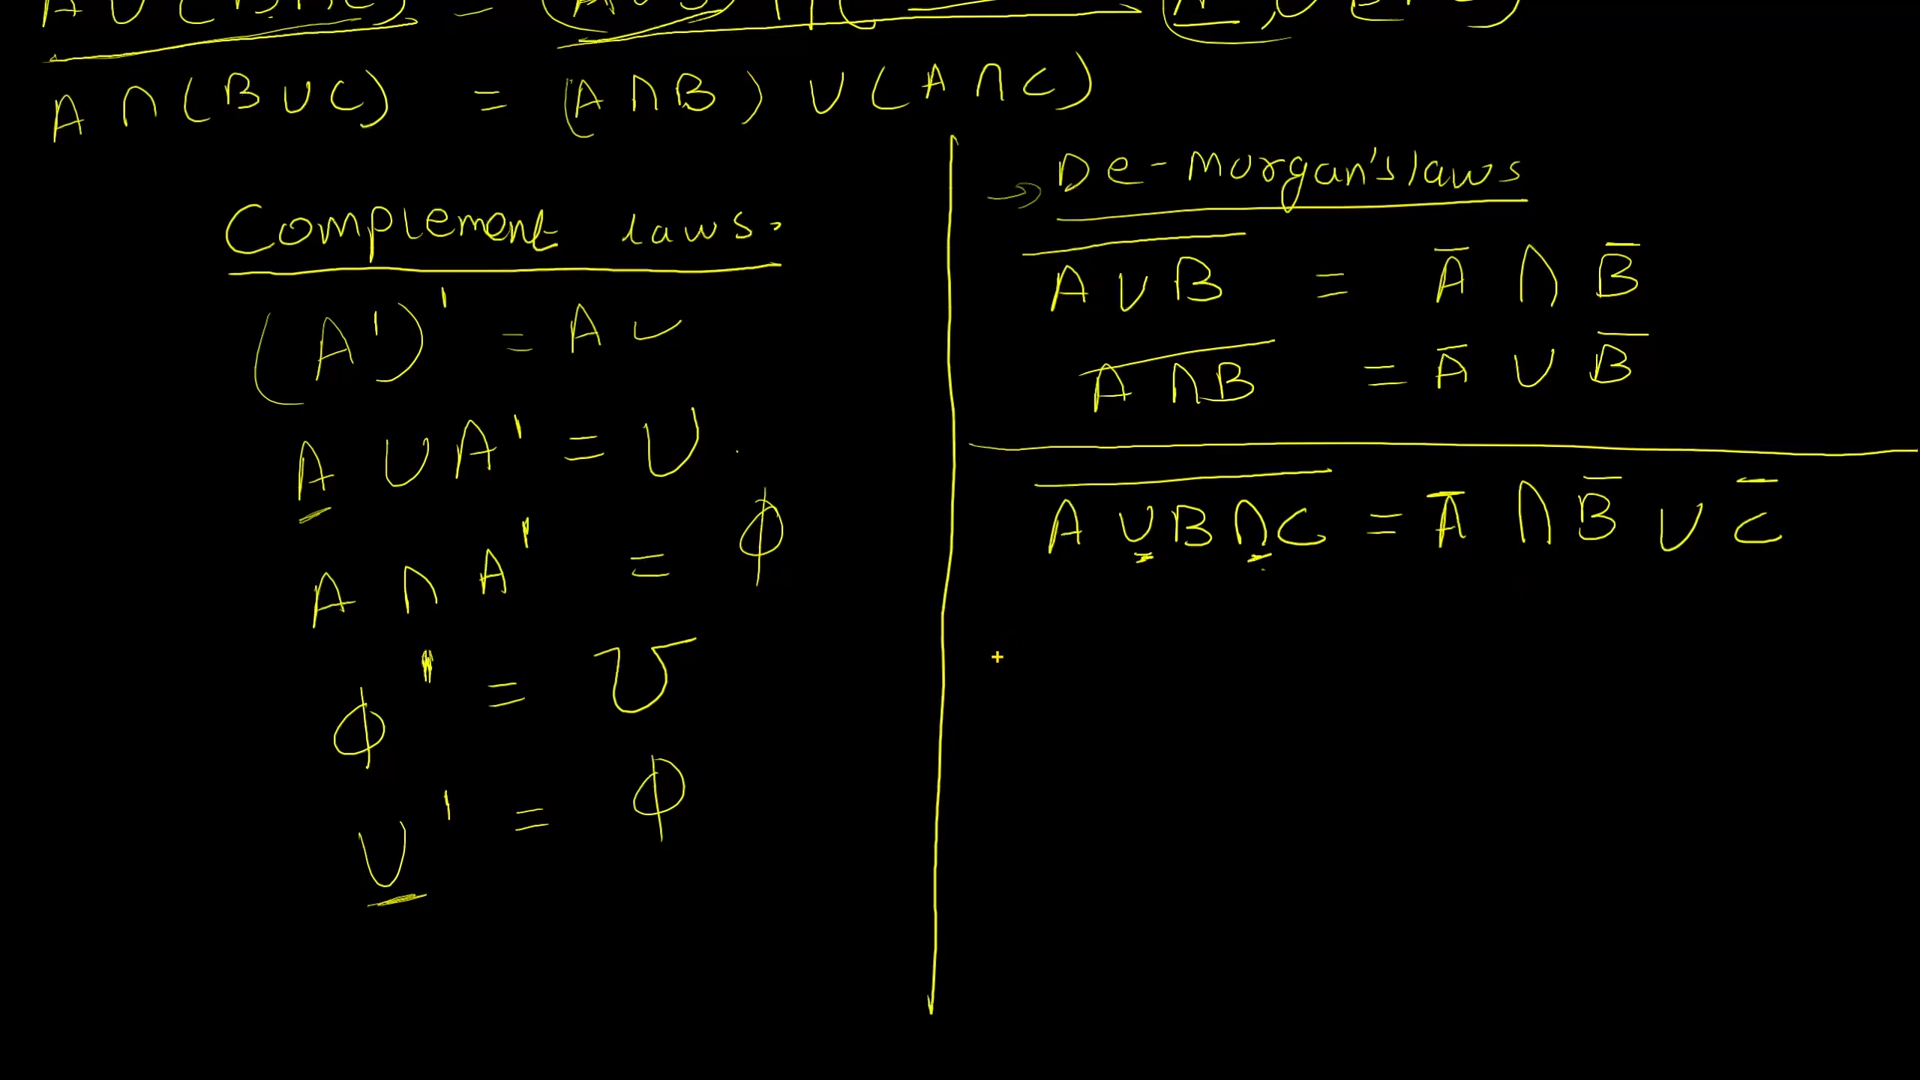 A ∩ ( B ∪ C ) = ( A ∩ B ) ∪ ( A ∩ C )
Complement laws.
(A')' = A ∪
A ∪ A' = U.
A ∩ A' = ϕ
ϕ' = U
U' = ϕ
→ De-morgan's laws
A̅ ̅∪̅ ̅B̅ = A̅ ∩ B̅
A̅ ̅∩̅ ̅B̅ = A̅ ∪ B̅
A̅ ̅∪̅ ̅B̅ ̅∩̅ ̅C̅ = A̅ ∩ B̅ ∪ C̅